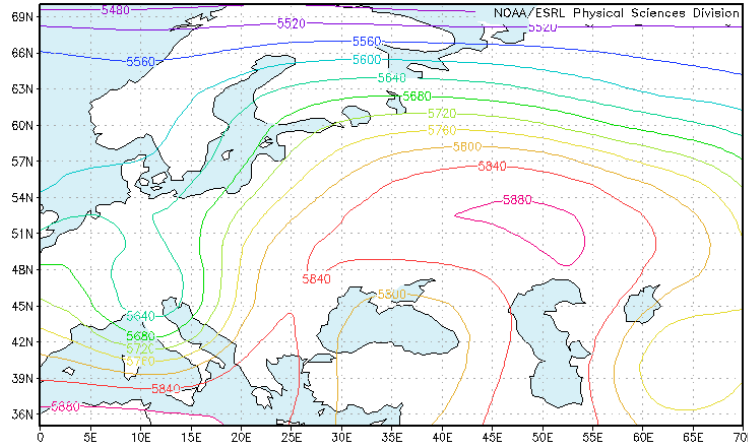 NOAA/ESRL Physical Sciences Division
69N
5480
5520
5520
66N
5560
5560
5600
63N
5640
5680
60N
5720
5760
57N
5800
5840
54N
5880
51N
48N
5840
45N
5640
5800
42N
5680
5720
5760
39N
5840
5880
36N
0 5E 10E 15E 20E 25E 30E 35E 40E 45E 50E 55E 60E 65E 70